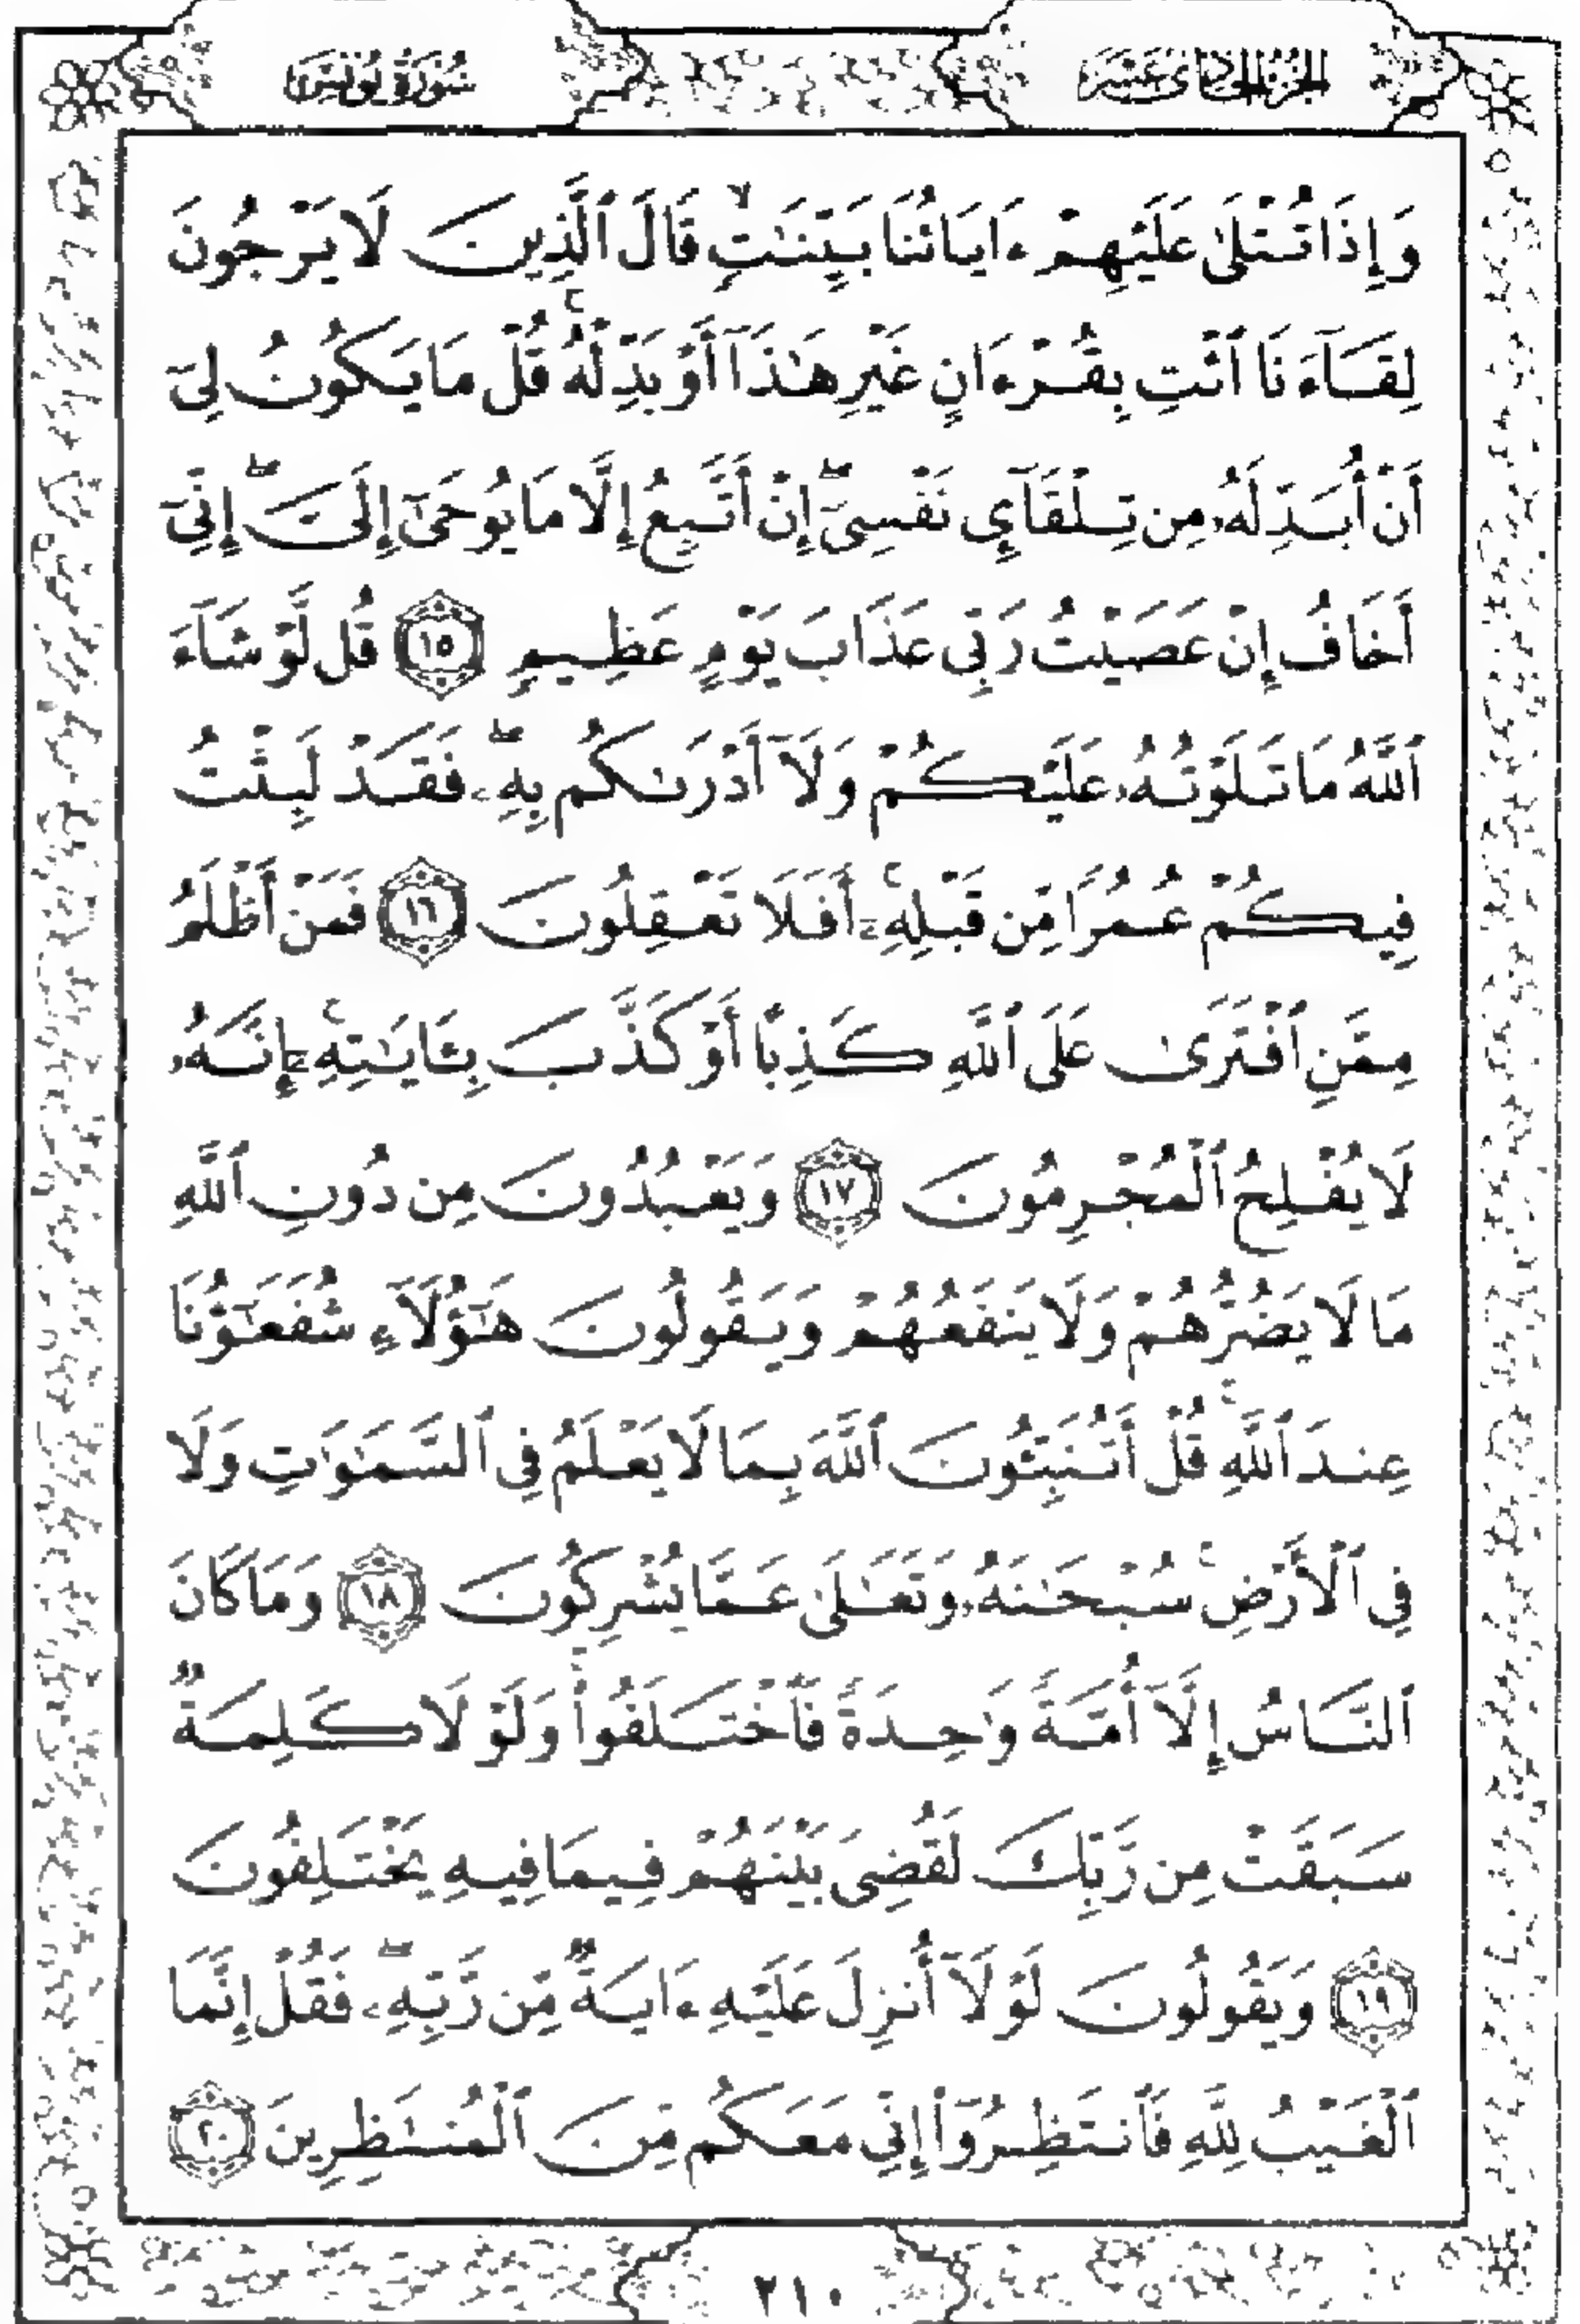 الجزء الحادى عشر
سورة يونس
وَإِذَا تُتْلَىٰ عَلَيْهِمْ ءَايَاتُنَا بَيِّنَٰتٍۙ قَالَ ٱلَّذِينَ لَا يَرْجُونَ
لِقَآءَنَا ٱئْتِ بِقُرْءَانٍ غَيْرِ هَٰذَآ أَوْ بَدِّلْهُۚ قُلْ مَا يَكُونُ لِىٓ
أَنْ أُبَدِّلَهُۥ مِن تِلْقَآىِٕ نَفْسِىٓۖ إِنْ أَتَّبِعُ إِلَّا مَا يُوحَىٰٓ إِلَىَّۖ إِنِّىٓ
أَخَافُ إِنْ عَصَيْتُ رَبِّى عَذَابَ يَوْمٍ عَظِيمٍ ١٥ قُل لَّوْ شَآءَ
ٱللَّهُ مَا تَلَوْتُهُۥ عَلَيْكُمْ وَلَآ أَدْرَىٰكُم بِهِۦۖ فَقَدْ لَبِثْتُ
فِيكُمْ عُمُرًا مِّن قَبْلِهِۦٓۚ أَفَلَا تَعْقِلُونَ ١٦ فَمَنْ أَظْلَمُ
مِمَّنِ ٱفْتَرَىٰ عَلَى ٱللَّهِ كَذِبًا أَوْ كَذَّبَ بِـَٔايَٰتِهِۦٓۚ إِنَّهُۥ
لَا يُفْلِحُ ٱلْمُجْرِمُونَ ١٧ وَيَعْبُدُونَ مِن دُونِ ٱللَّهِ
مَا لَا يَضُرُّهُمْ وَلَا يَنفَعُهُمْ وَيَقُولُونَ هَٰٓؤُلَآءِ شُفَعَٰٓؤُنَا
عِندَ ٱللَّهِۚ قُلْ أَتُنَبِّـُٔونَ ٱللَّهَ بِمَا لَا يَعْلَمُ فِى ٱلسَّمَٰوَٰتِ وَلَا
فِى ٱلْأَرْضِۚ سُبْحَٰنَهُۥ وَتَعَٰلَىٰ عَمَّا يُشْرِكُونَ ١٨ وَمَا كَانَ
ٱلنَّاسُ إِلَّآ أُمَّةً وَٰحِدَةً فَٱخْتَلَفُوا۟ۚ وَلَوْلَا كَلِمَةٌ
سَبَقَتْ مِن رَّبِّكَ لَقُضِىَ بَيْنَهُمْ فِيمَا فِيهِ يَخْتَلِفُونَ
١٩ وَيَقُولُونَ لَوْلَآ أُنزِلَ عَلَيْهِ ءَايَةٌ مِّن رَّبِّهِۦۖ فَقُلْ إِنَّمَا
ٱلْغَيْبُ لِلَّهِ فَٱنتَظِرُوٓا۟ إِنِّى مَعَكُم مِّنَ ٱلْمُنتَظِرِينَ ٢٠
٢١٠